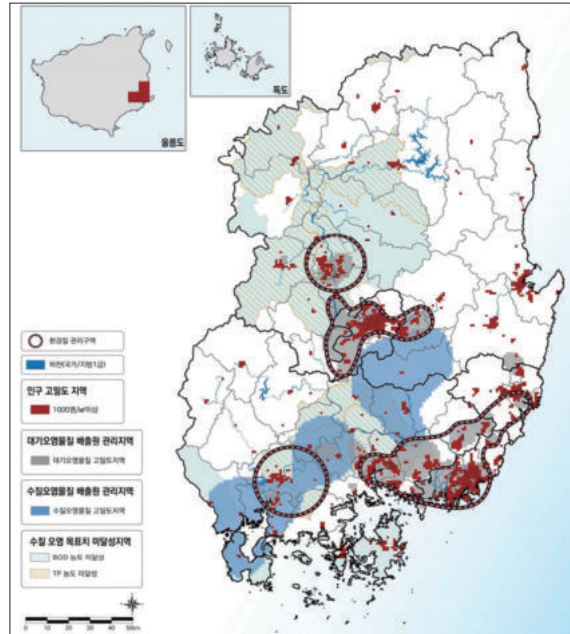 울릉도
독도
환경질 관리구역
하천(국가/지방1급)
인구 고밀도 지역
1000명/㎢이상
대기오염물질 배출원 관리지역
대기오염물질 고밀도지역
수질오염물질 배출원 관리지역
수질오염물질 고밀도지역
수질 오염 목표치 미달성지역
BOD 농도 미달성
TP 농도 미달성
0 10 20 30 40 50km